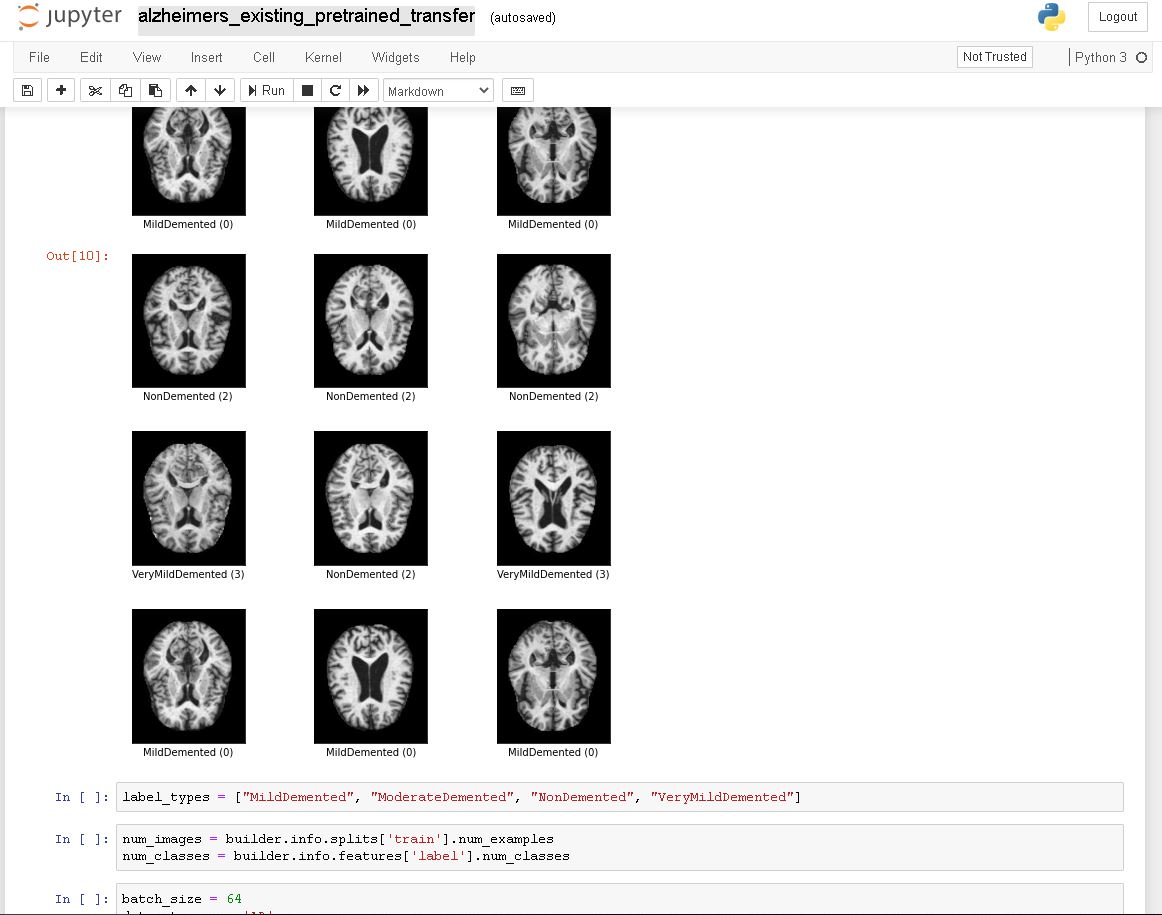 jupyter alzheimers_existing_pretrained_transfer (autosaved) Logout
File Edit View Insert Cell Kernel Widgets Help Not Trusted Python 3
Run Markdown
MildDemented (0) MildDemented (0) MildDemented (0)
Out[10]:
NonDemented (2) NonDemented (2) NonDemented (2)
VeryMildDemented (3) NonDemented (2) VeryMildDemented (3)
MildDemented (0) MildDemented (0) MildDemented (0)
In [ ]: label_types = ["MildDemented", "ModerateDemented", "NonDemented", "VeryMildDemented"]
In [ ]: num_images = builder.info.splits['train'].num_examples
num_classes = builder.info.features['label'].num_classes
In [ ]: batch_size = 64